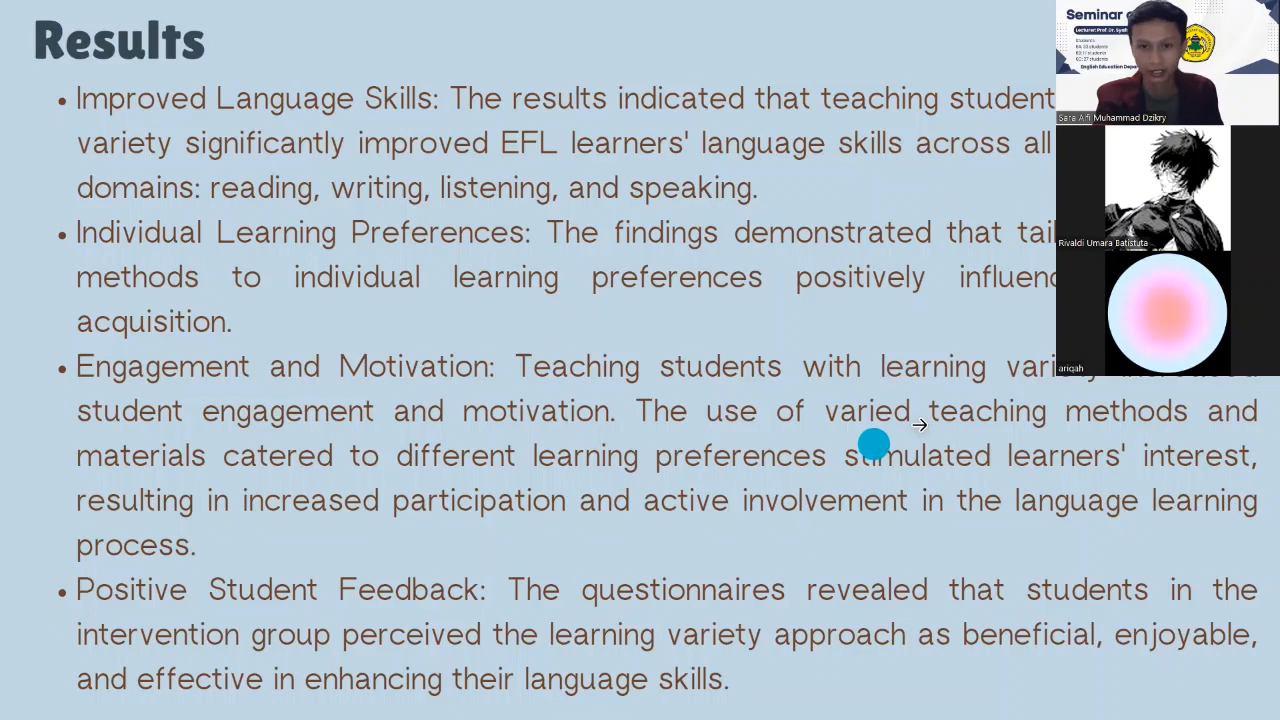 Results
• Improved Language Skills: The results indicated that teaching student
variety significantly improved EFL learners' language skills across all
domains: reading, writing, listening, and speaking.
• Individual Learning Preferences: The findings demonstrated that
methods to individual learning preferences positively
acquisition.
• Engagement and Motivation: Teaching students with learning
student engagement and motivation. The use of varied teaching methods and
materials catered to different learning preferences stimulated learners' interest,
resulting in increased participation and active involvement in the language learning
process.
• Positive Student Feedback: The questionnaires revealed that students in the
intervention group perceived the learning variety approach as beneficial, enjoyable,
and effective in enhancing their language skills.
Seminar
Lecturer: Prof. Dr.
Students
English Education
Sara Alfi Muhammad Dzikry
Rivaldi Umara Batistuta
ariqah